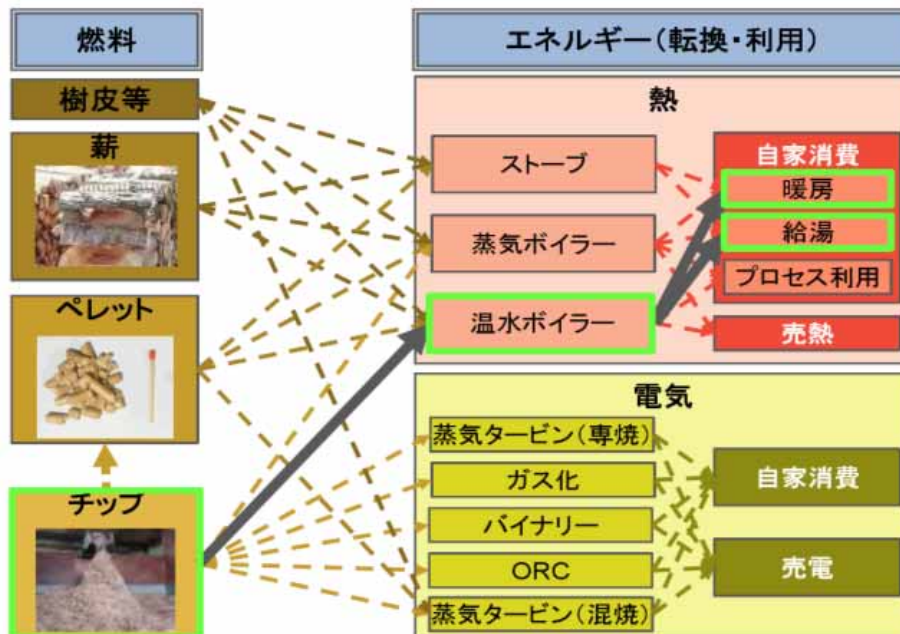 燃料
エネルギー(転換・利用)
樹皮等
薪
ペレット
チップ
熱
ストーブ
蒸気ボイラー
温水ボイラー
自家消費
暖房
給湯
プロセス利用
売熱
電気
蒸気タービン(専焼)
ガス化
バイナリー
ORC
蒸気タービン(混焼)
自家消費
売電